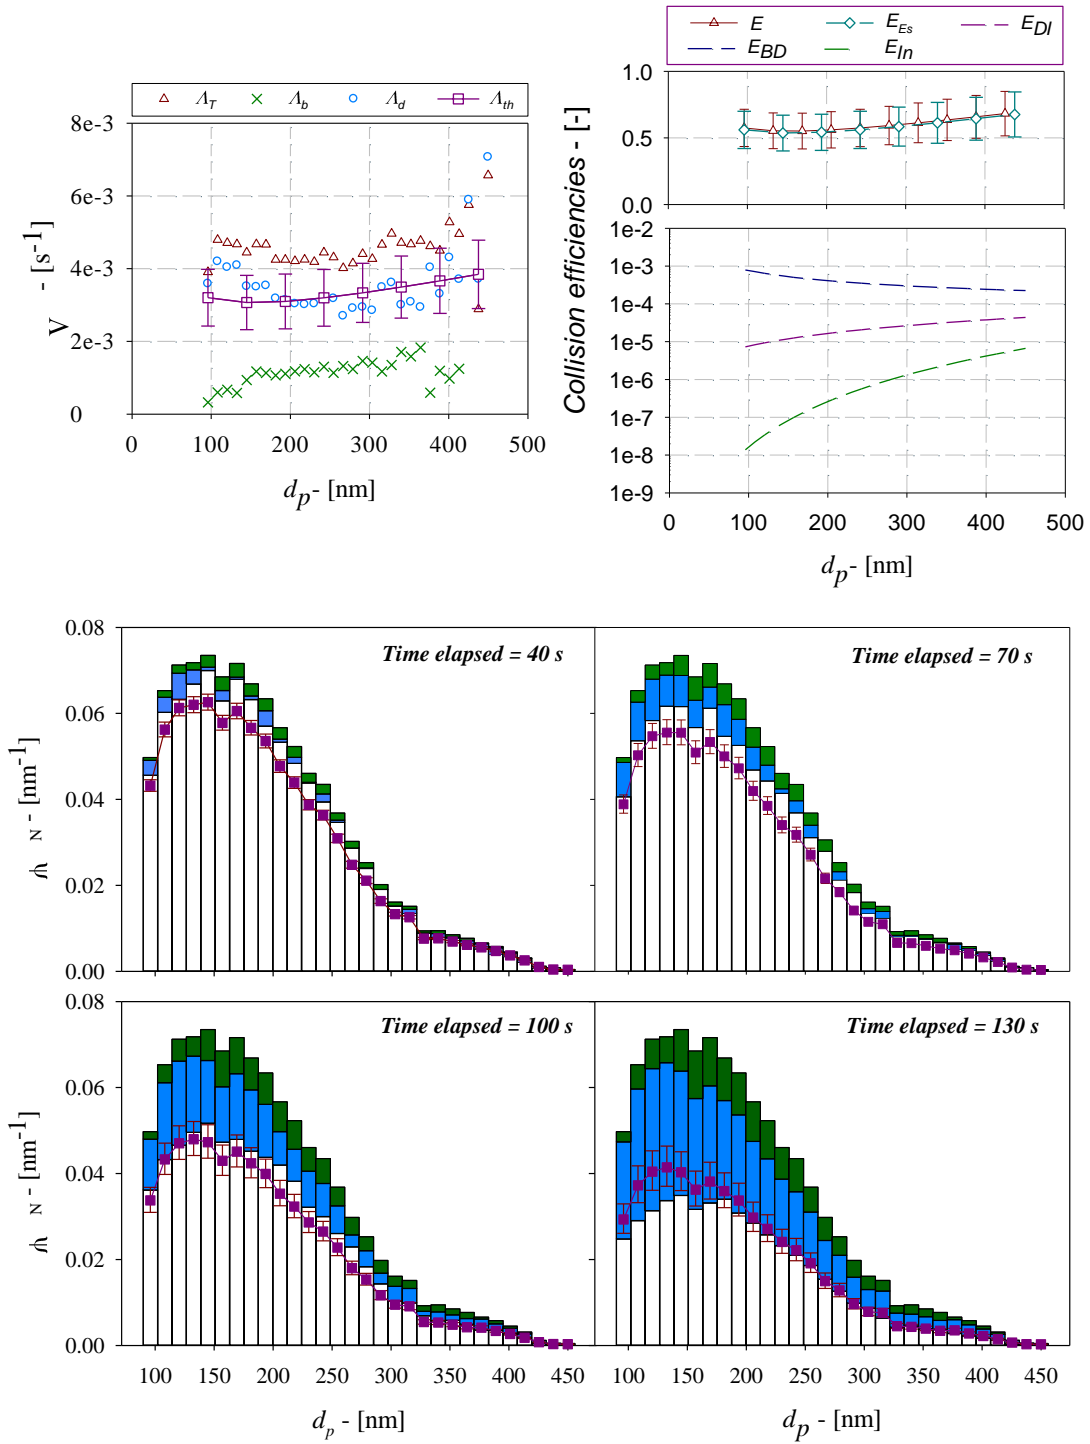 Λ_T Λ_b Λ_d Λ_th
8e-3
6e-3
4e-3
2e-3
0
V - [s⁻¹]
0 100 200 300 400 500
d_p - [nm]
E E_Es E_DI
E_BD E_In
1.0
0.5
0.0
1e-2
1e-3
1e-4
1e-5
1e-6
1e-7
1e-8
1e-9
Collision efficiencies - [-]
0 100 200 300 400 500
d_p - [nm]
0.08
0.06
0.04
0.02
0.00
N - [nm⁻¹]
Time elapsed = 40 s
Time elapsed = 70 s
0.08
0.06
0.04
0.02
0.00
N - [nm⁻¹]
Time elapsed = 100 s
Time elapsed = 130 s
100 150 200 250 300 350 400 450
100 150 200 250 300 350 400 450
d_p - [nm]
d_p - [nm]